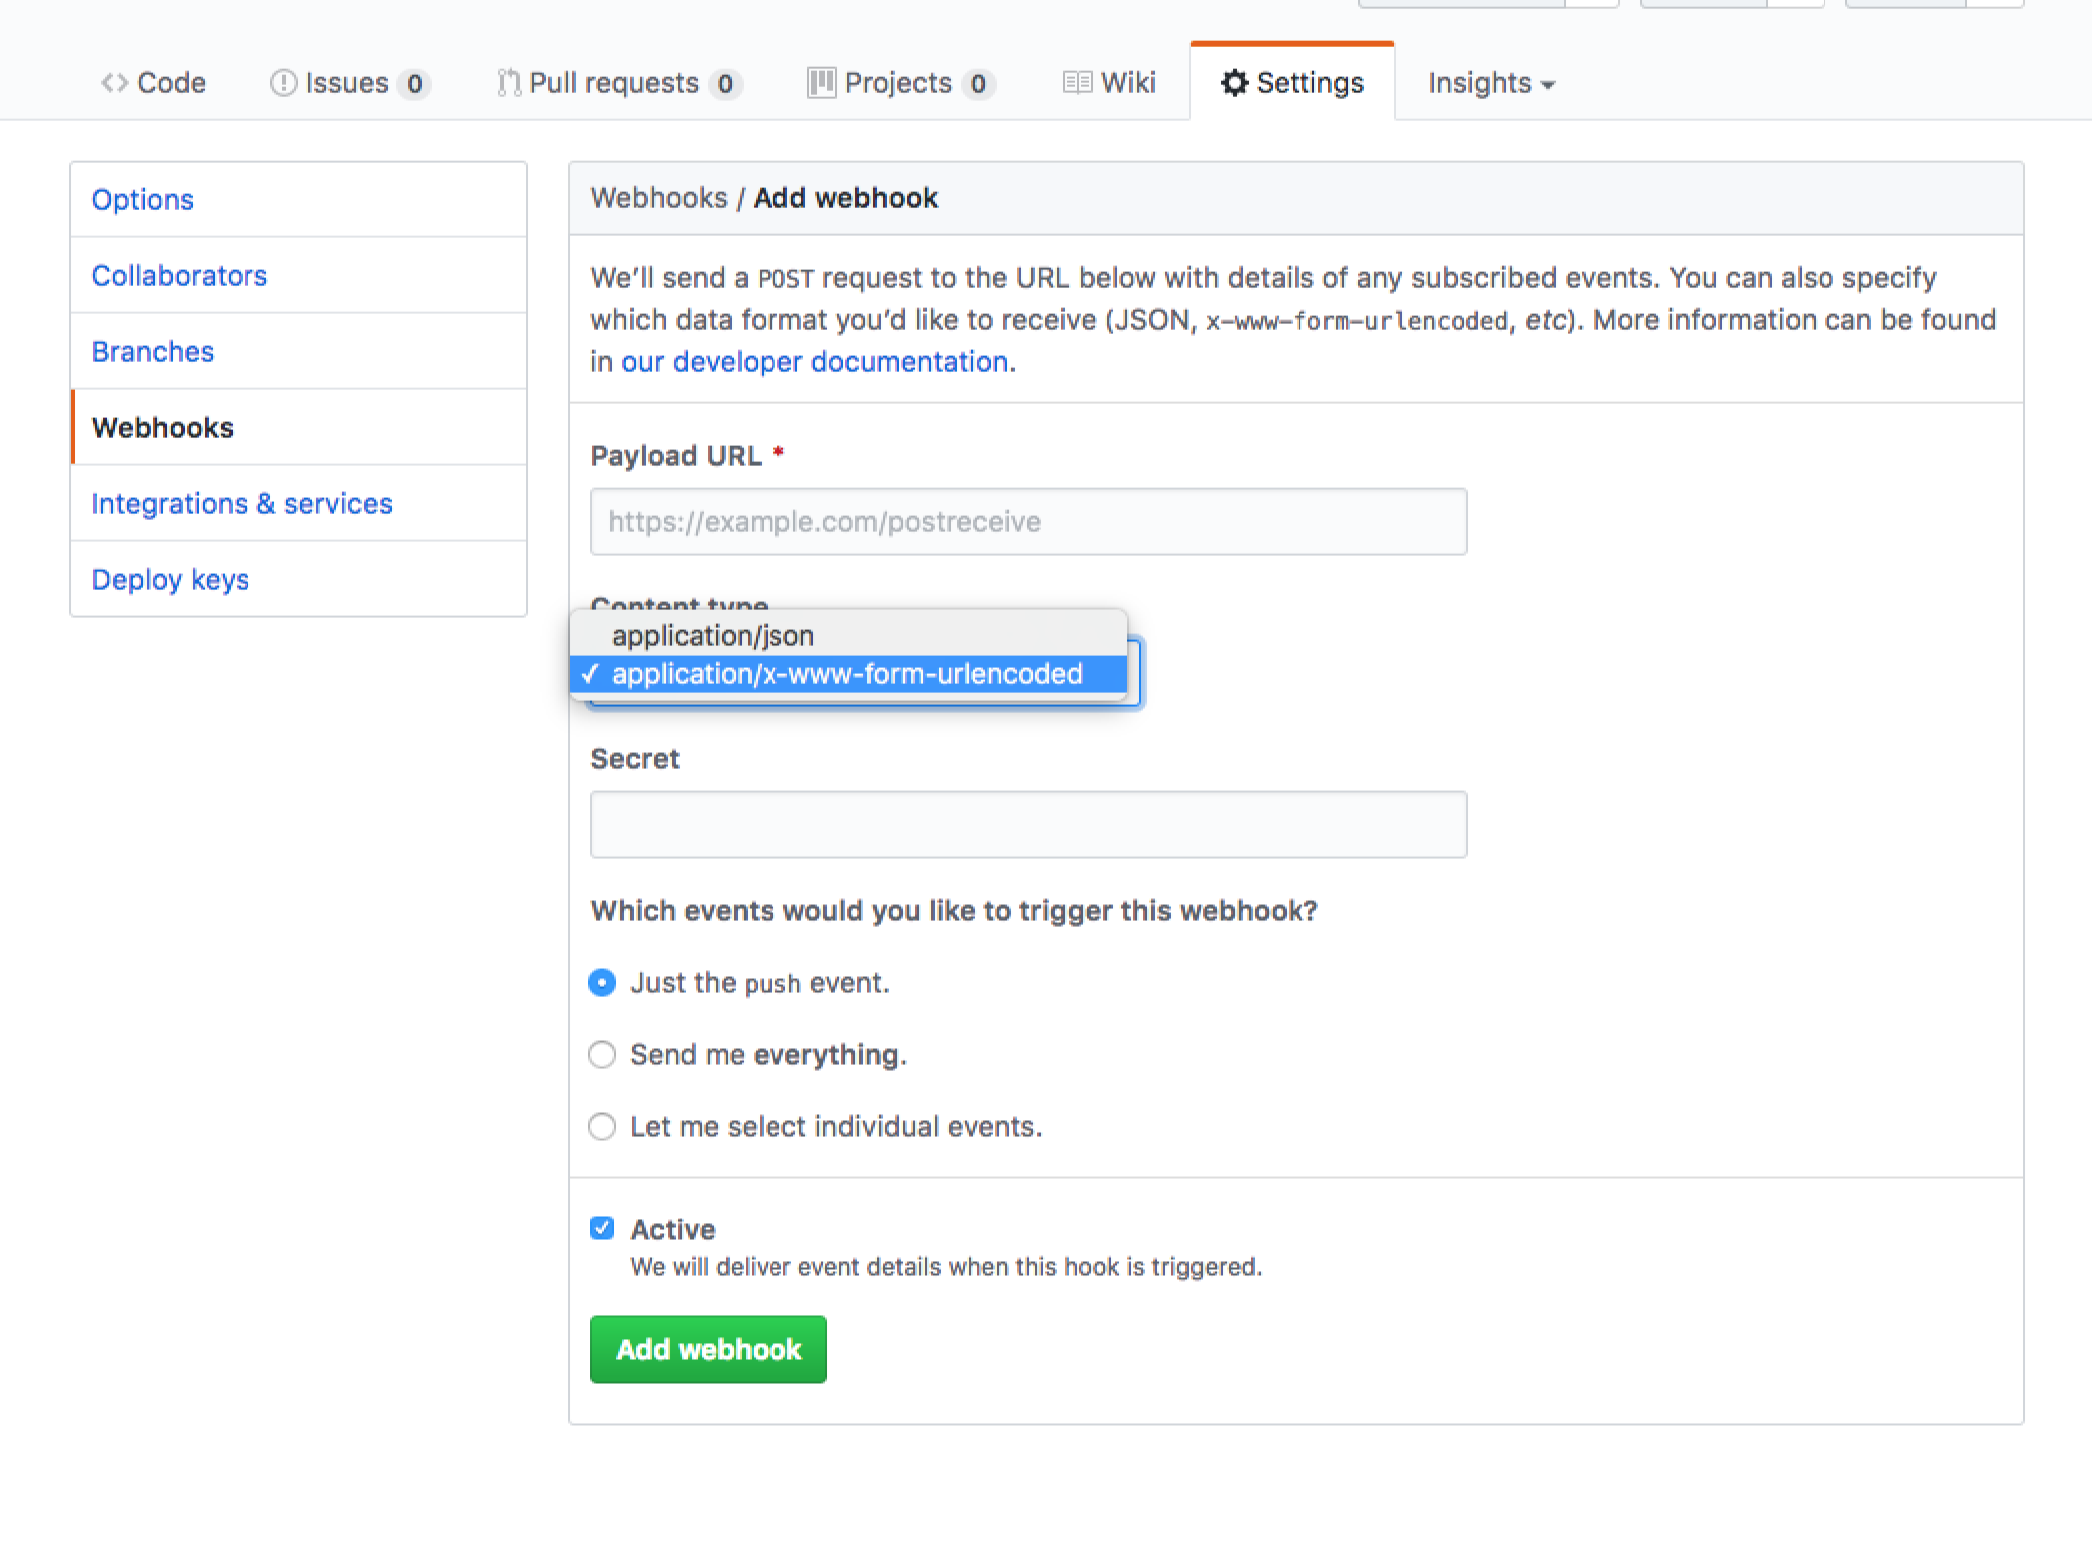 Code Issues 0 Pull requests 0 Projects 0 Wiki Settings Insights
Options
Collaborators
Branches
Webhooks
Integrations & services
Deploy keys
Webhooks / Add webhook
We'll send a POST request to the URL below with details of any subscribed events. You can also specify
which data format you'd like to receive (JSON, x-www-form-urlencoded, etc). More information can be found
in our developer documentation.
Payload URL *
https://example.com/postreceive
Content type
application/json
✓ application/x-www-form-urlencoded
Secret
Which events would you like to trigger this webhook?
Just the push event.
Send me everything.
Let me select individual events.
Active
We will deliver event details when this hook is triggered.
Add webhook